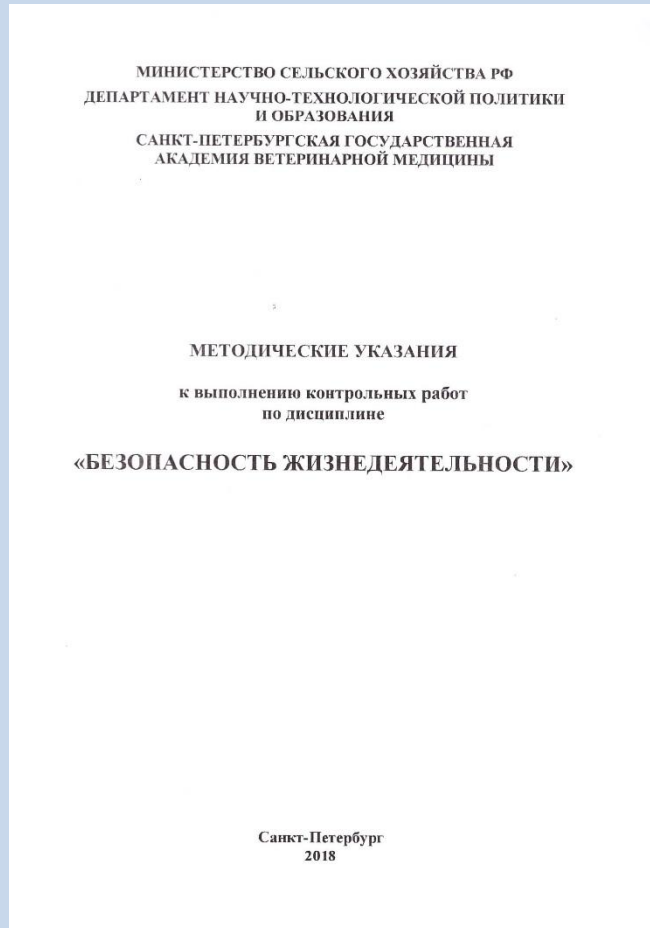 МИНИСТЕРСТВО СЕЛЬСКОГО ХОЗЯЙСТВА РФ
ДЕПАРТАМЕНТ НАУЧНО-ТЕХНОЛОГИЧЕСКОЙ ПОЛИТИКИ
И ОБРАЗОВАНИЯ
САНКТ-ПЕТЕРБУРГСКАЯ ГОСУДАРСТВЕННАЯ
АКАДЕМИЯ ВЕТЕРИНАРНОЙ МЕДИЦИНЫ
МЕТОДИЧЕСКИЕ УКАЗАНИЯ
к выполнению контрольных работ
по дисциплине
«БЕЗОПАСНОСТЬ ЖИЗНЕДЕЯТЕЛЬНОСТИ»
Санкт-Петербург
2018